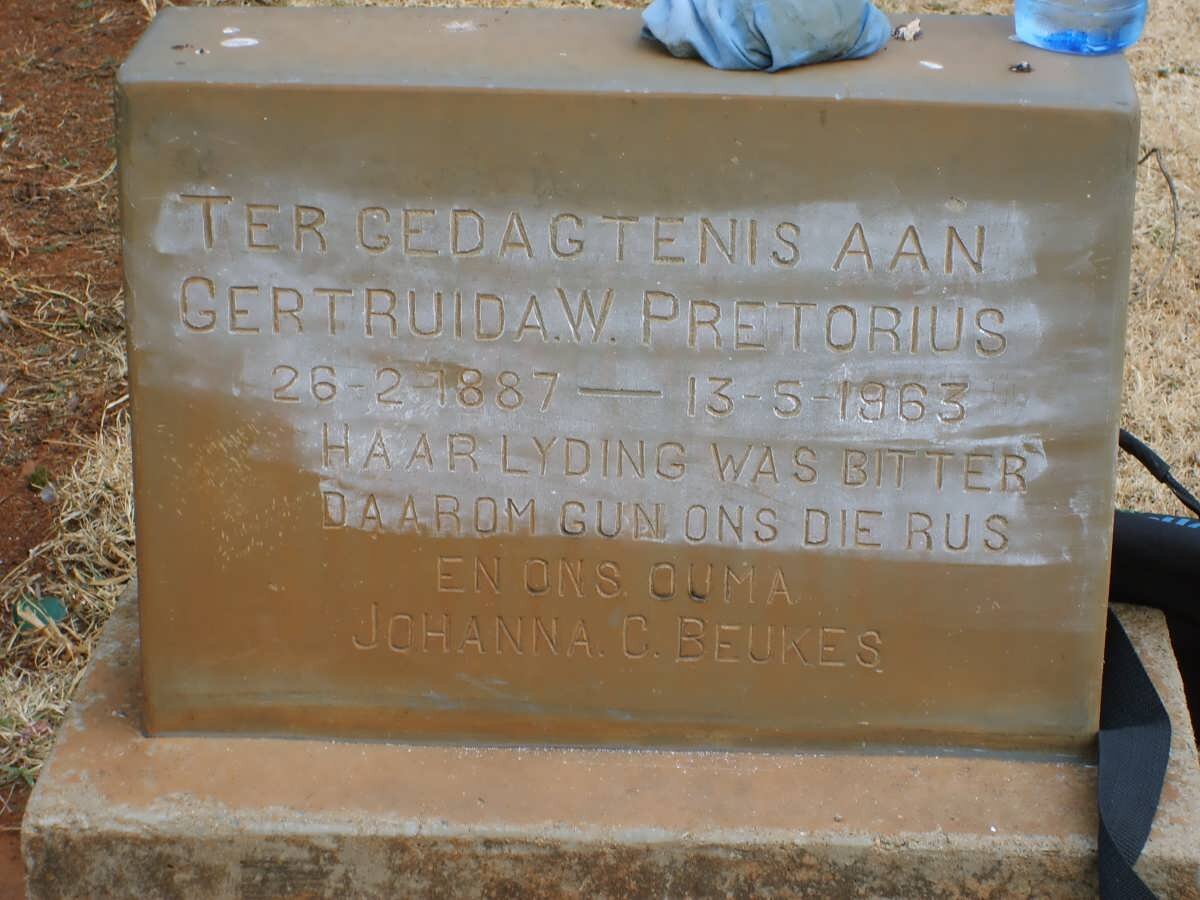 TER GEDAGTENIS AAN
GERTRUIDA.W. PRETORIUS
26-2-1887 — 13-5-1963
HAAR LYDING WAS BITTER
DAAROM GUN ONS DIE RUS
EN ONS OUMA
JOHANNA. C. BEUKES